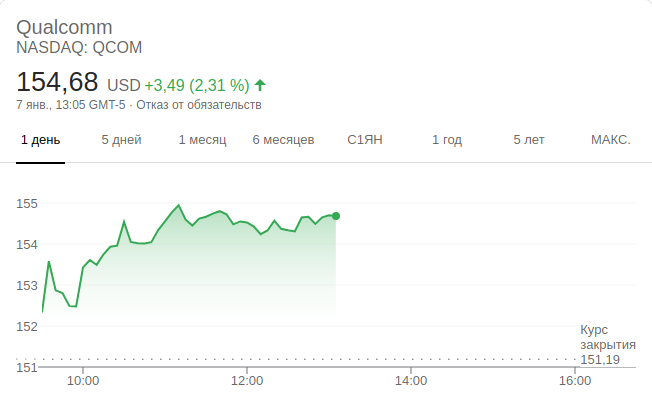 Qualcomm
NASDAQ: QCOM
154,68 USD +3,49 (2,31 %)
7 янв., 13:05 GMT-5 · Отказ от обязательств
1 день 5 дней 1 месяц 6 месяцев С1ЯН 1 год 5 лет МАКС.
155
154
153
152
Курс
закрытия
151,19
151
10:00 12:00 14:00 16:00